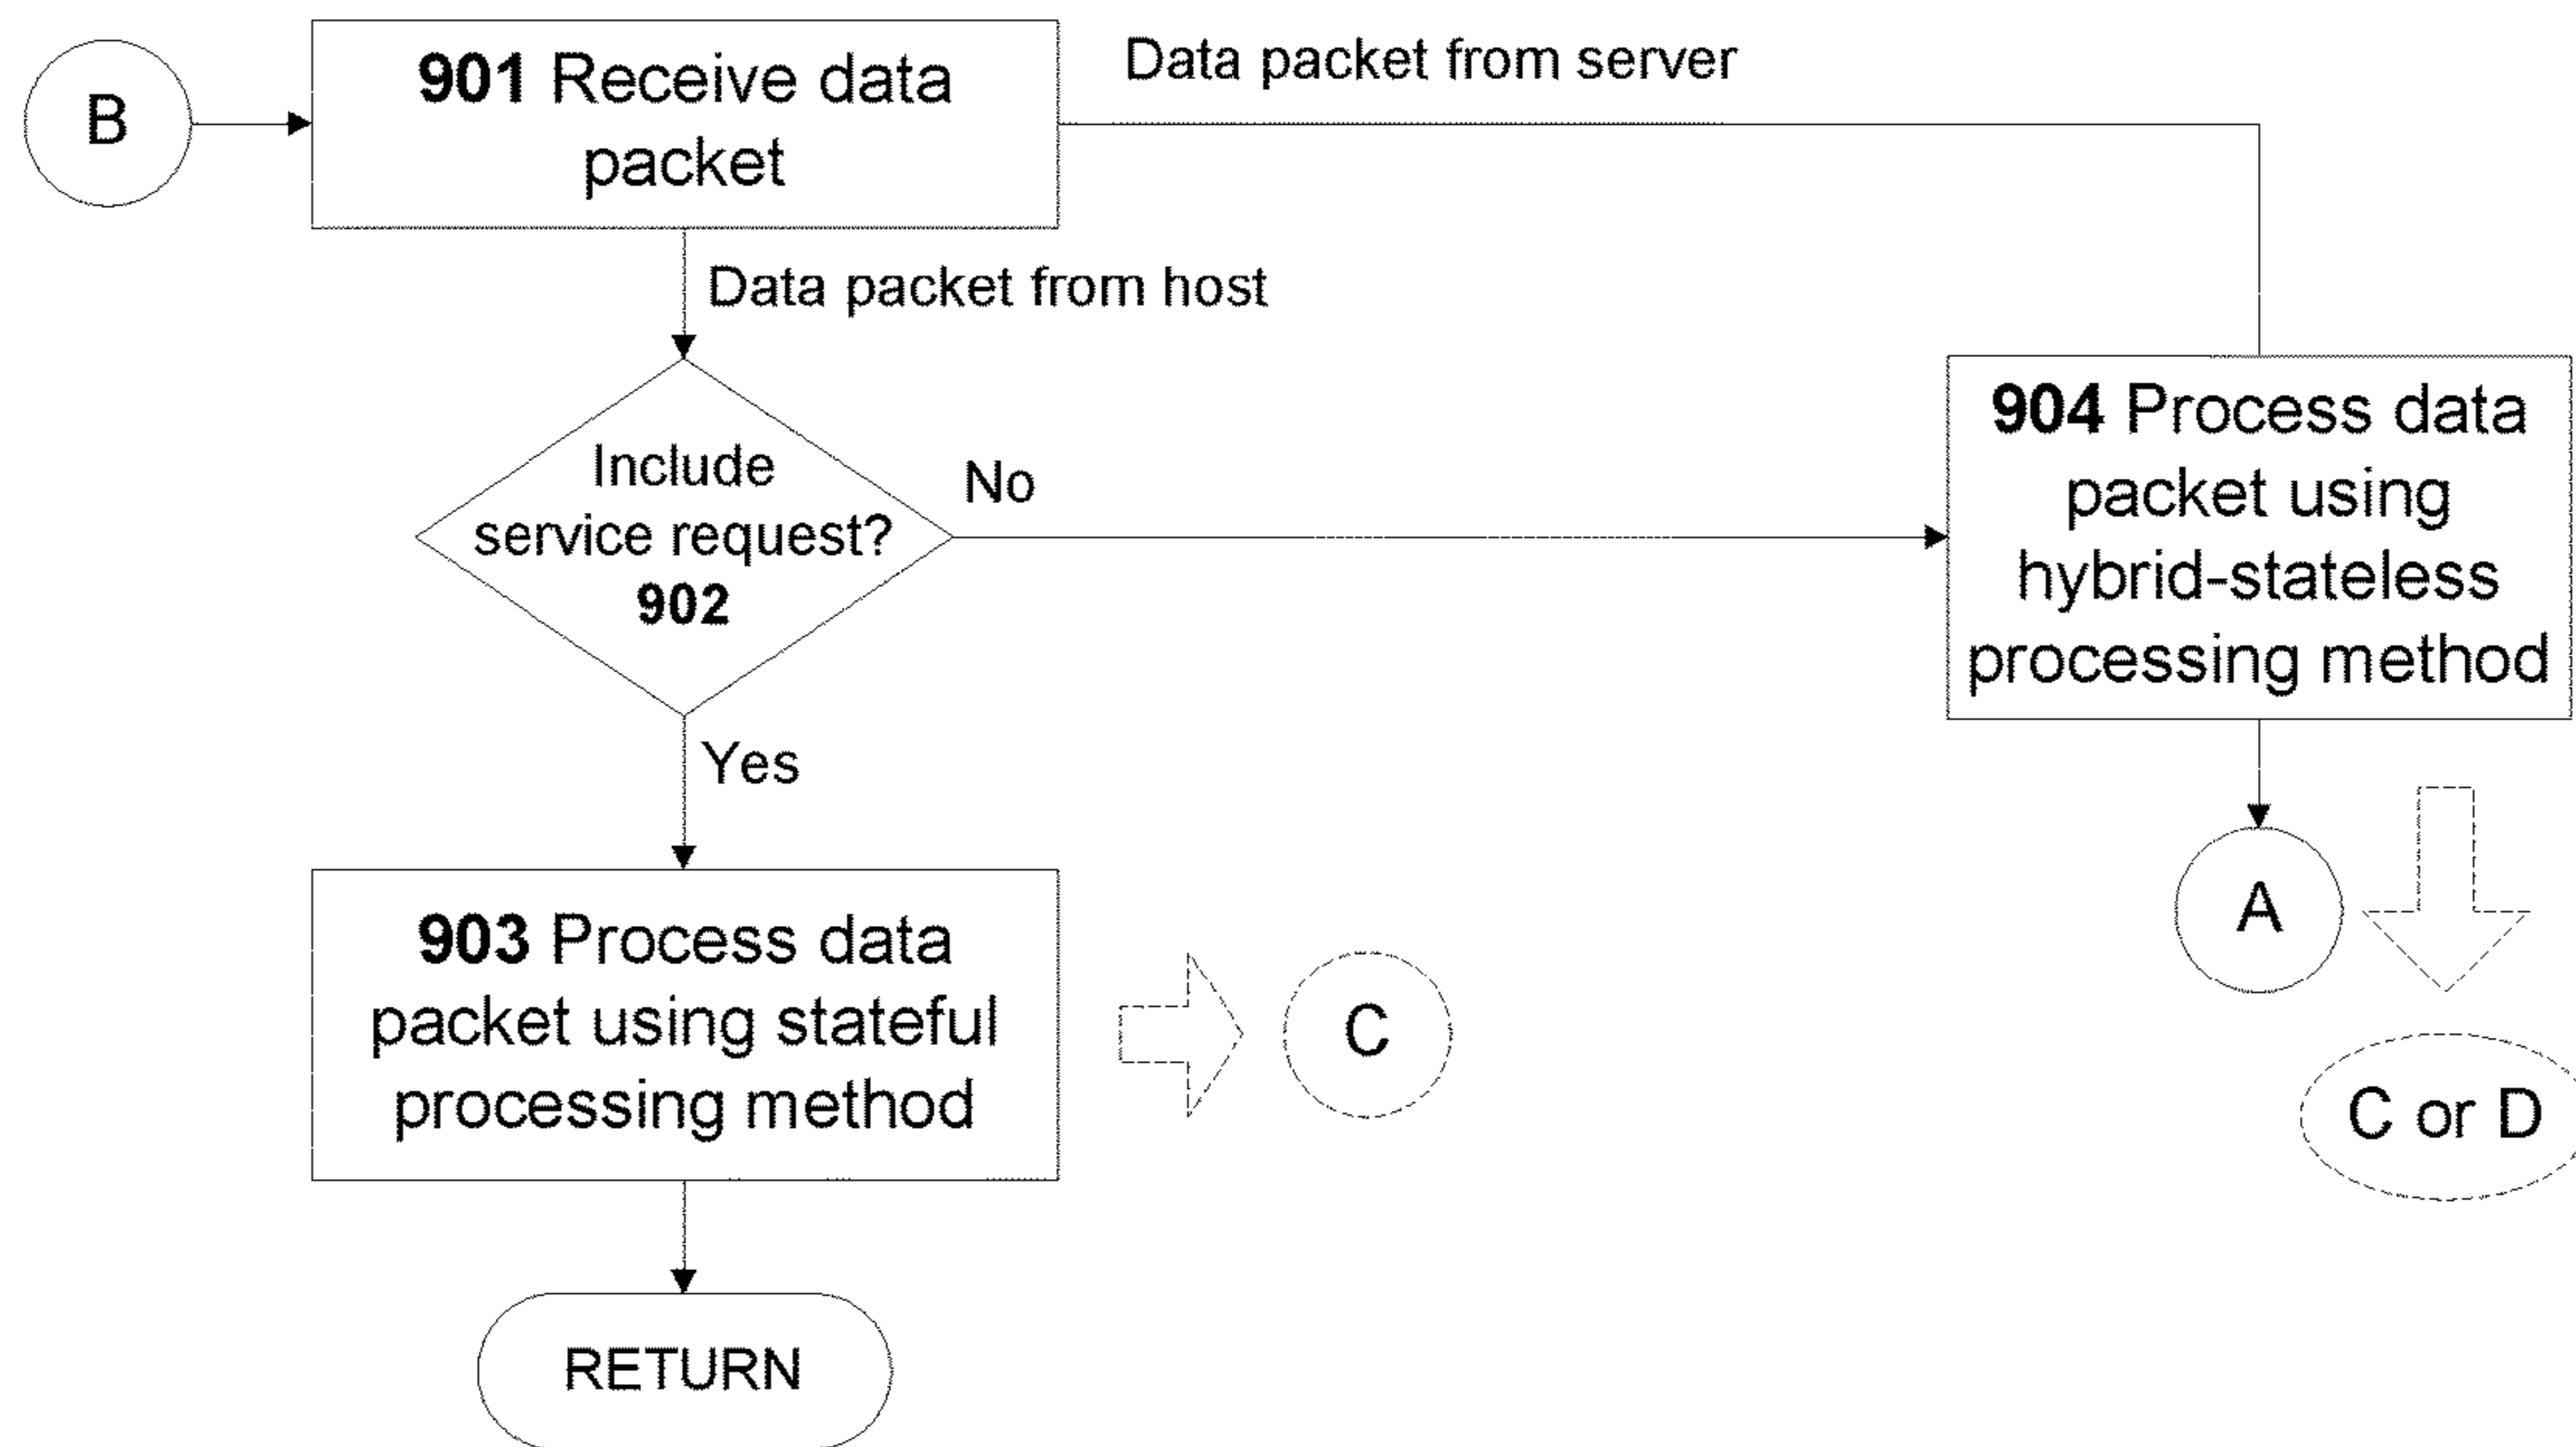 B
901 Receive data
packet
Data packet from server
Data packet from host
Include
service request?
902
No
904 Process data
packet using
hybrid-stateless
processing method
Yes
903 Process data
packet using stateful
processing method
C
A
C or D
RETURN